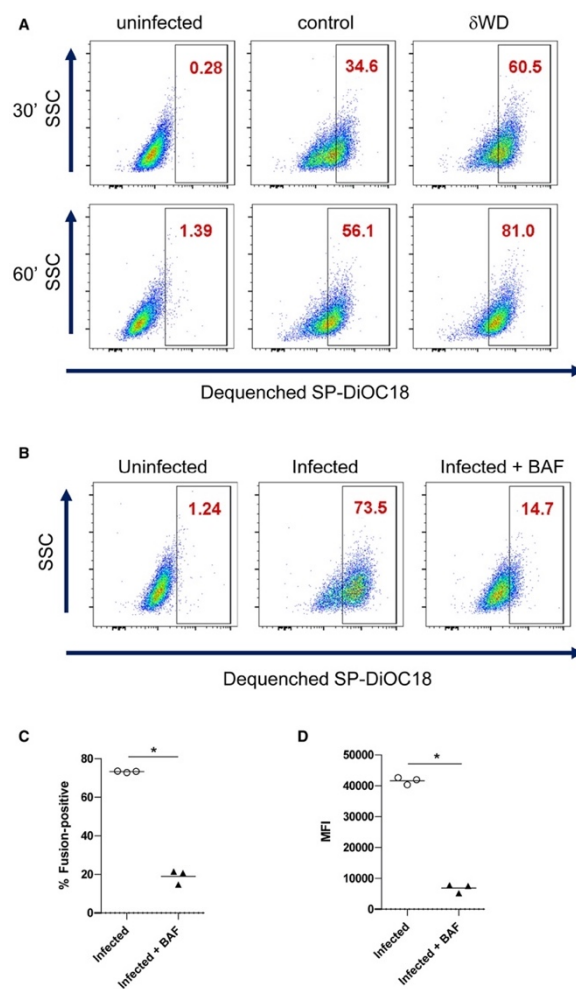 A
uninfected control δWD
30'
SSC
0.28 34.6 60.5
60'
SSC
1.39 56.1 81.0
Dequenched SP-DiOC18
B
Uninfected Infected Infected + BAF
SSC
1.24 73.5 14.7
Dequenched SP-DiOC18
C
*
% Fusion-positive
80
60
40
20
0
Infected
Infected + BAF
D
*
MFI
50000
40000
30000
20000
10000
0
Infected
Infected + BAF